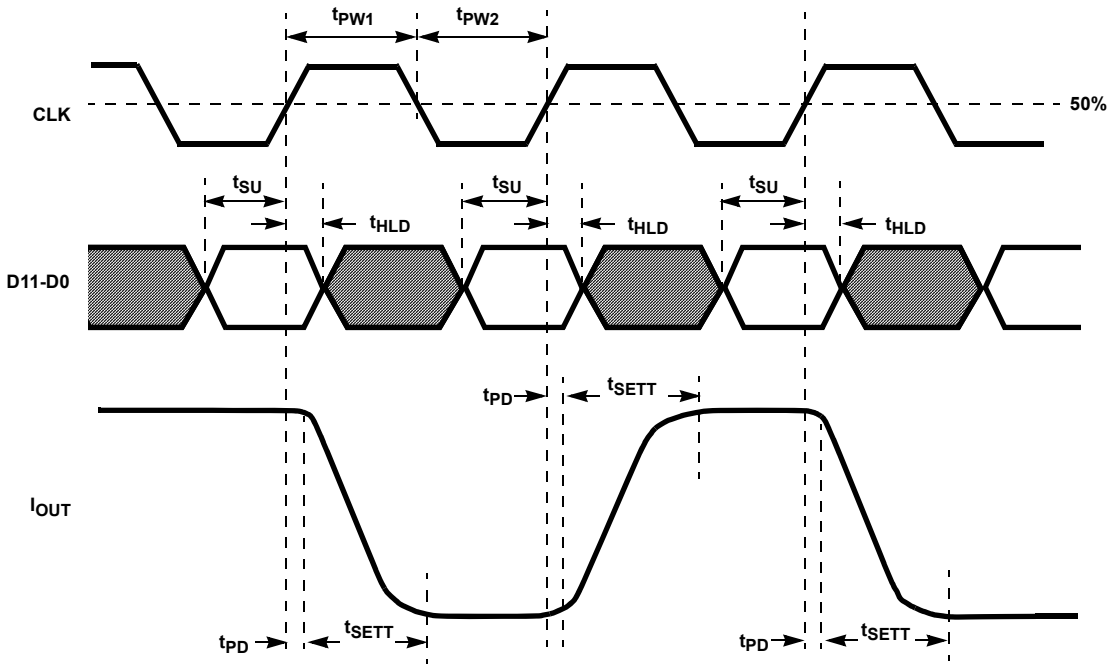 tPW1 tPW2
CLK
50%
tSU tSU tSU
tHLD tHLD tHLD
D11-D0
tPD tSETT
IOUT
tPD tSETT tPD tSETT